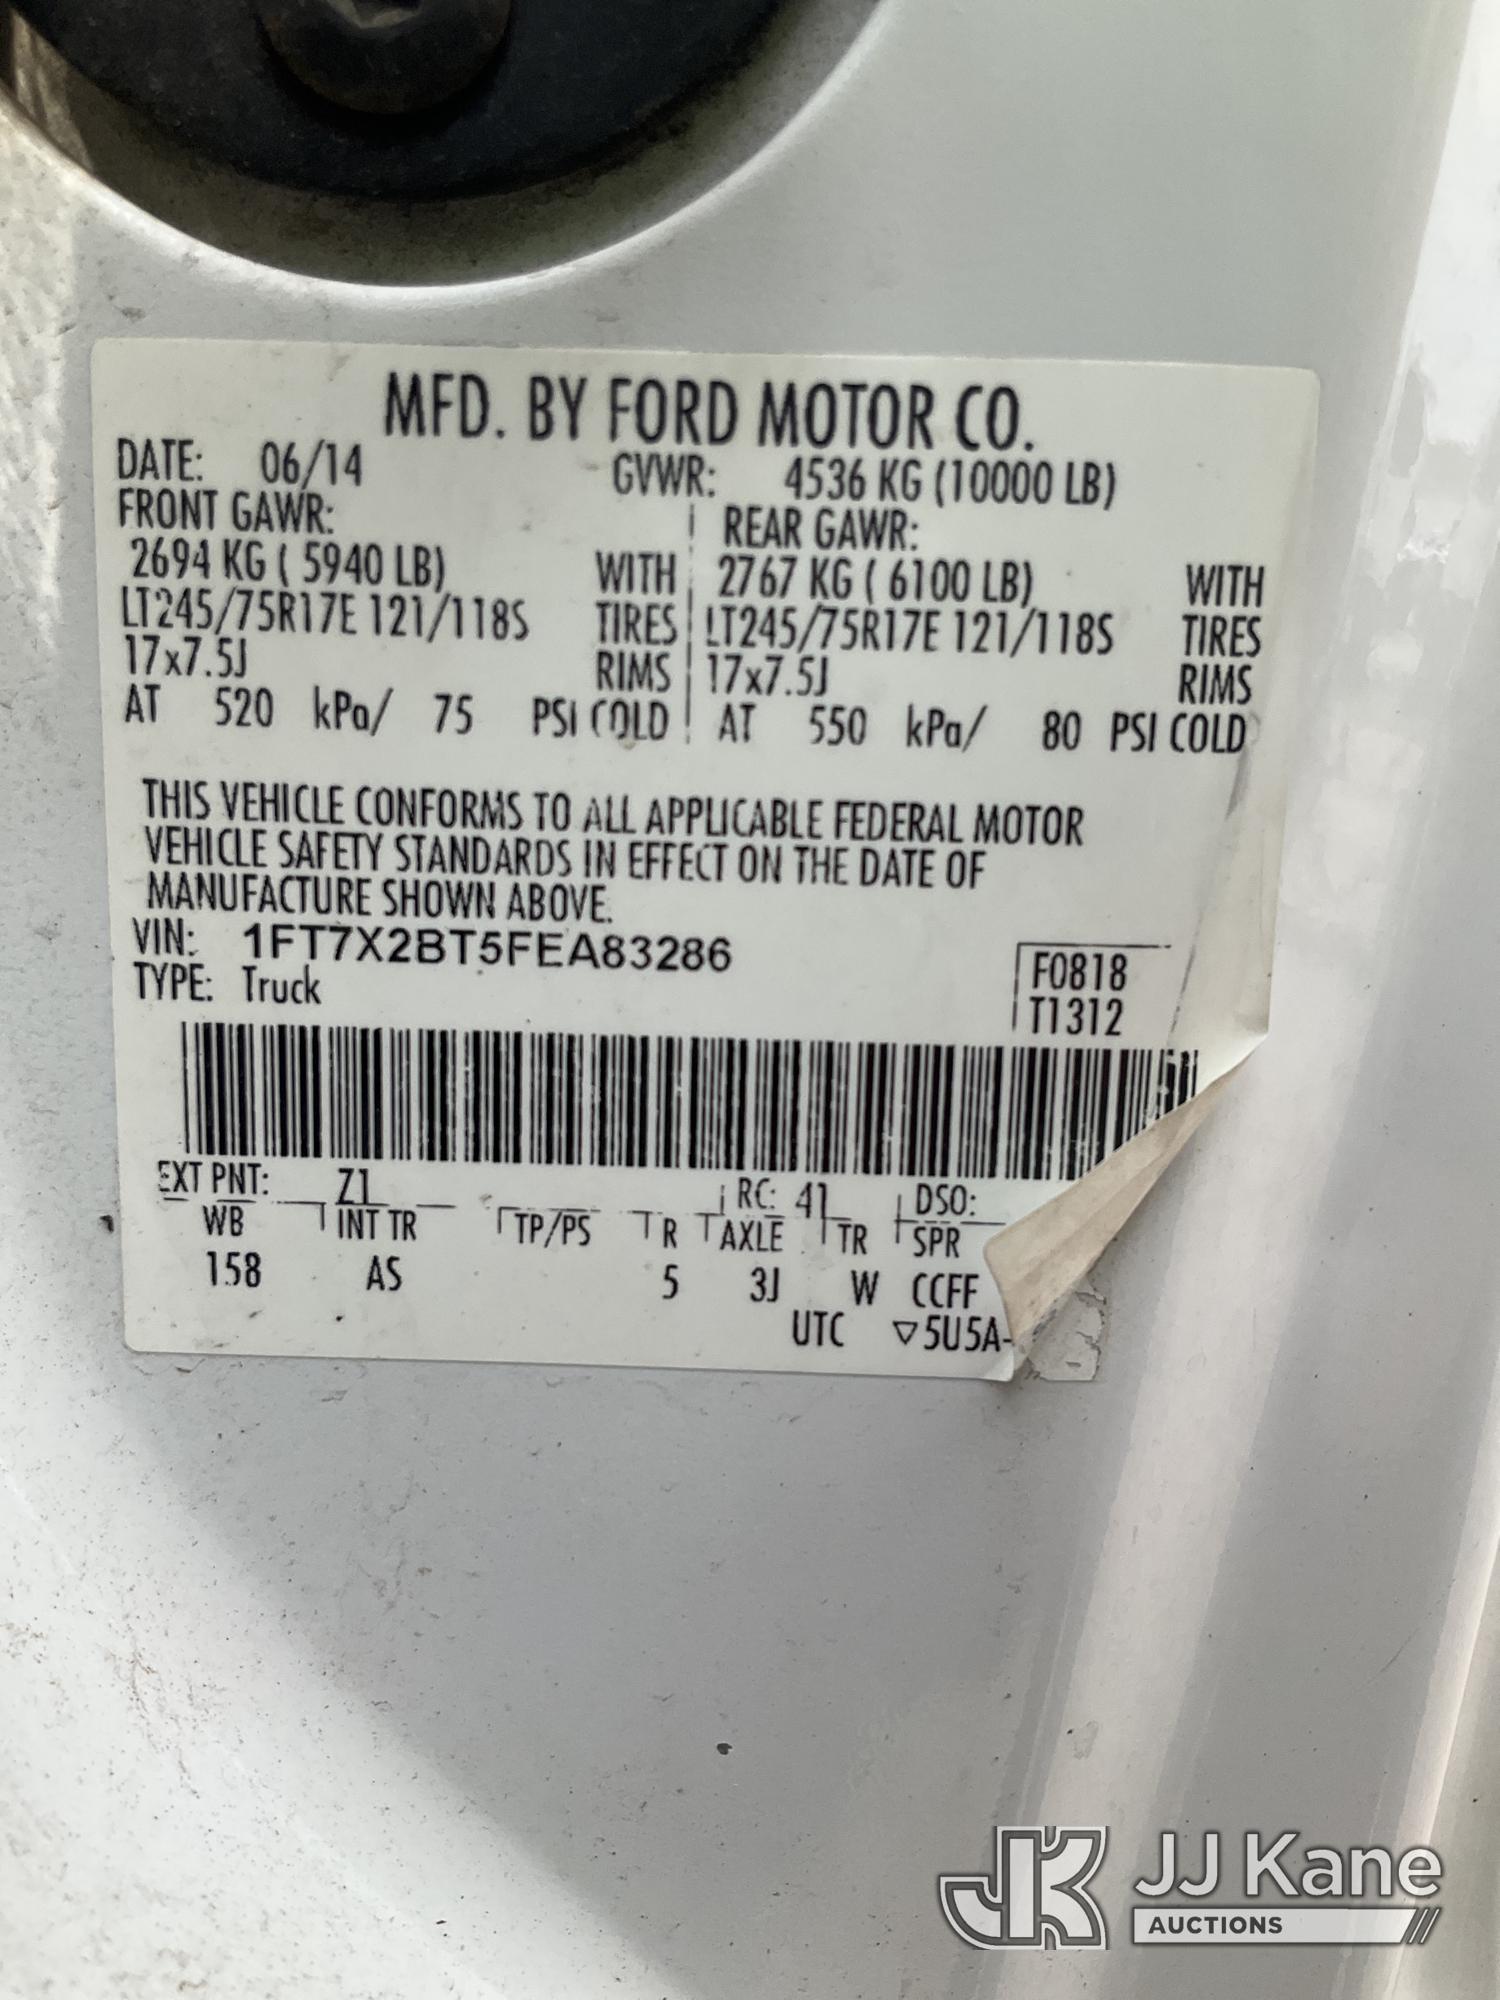 MFD. BY FORD MOTOR CO.
DATE: 06/14 GVWR: 4536 KG (10000 LB)
FRONT GAWR: REAR GAWR:
2694 KG ( 5940 LB) WITH 2767 KG ( 6100 LB) WITH
LT245/75R17E 121/118S TIRES LT245/75R17E 121/118S TIRES
17x7.5J RIMS 17x7.5J RIMS
AT 520 kPa/ 75 PSI COLD AT 550 kPa/ 80 PSI COLD
THIS VEHICLE CONFORMS TO ALL APPLICABLE FEDERAL MOTOR
VEHICLE SAFETY STANDARDS IN EFFECT ON THE DATE OF
MANUFACTURE SHOWN ABOVE.
VIN: 1FT7X2BT5FEA83286
TYPE: Truck
F0818
T1312
EXT PNT: Z1 RC: 41 DSO:
WB INT TR TP/PS R AXLE TR SPR
158 AS 5 3J W CCFF
UTC ▽5U5A-
JK JJ Kane
AUCTIONS